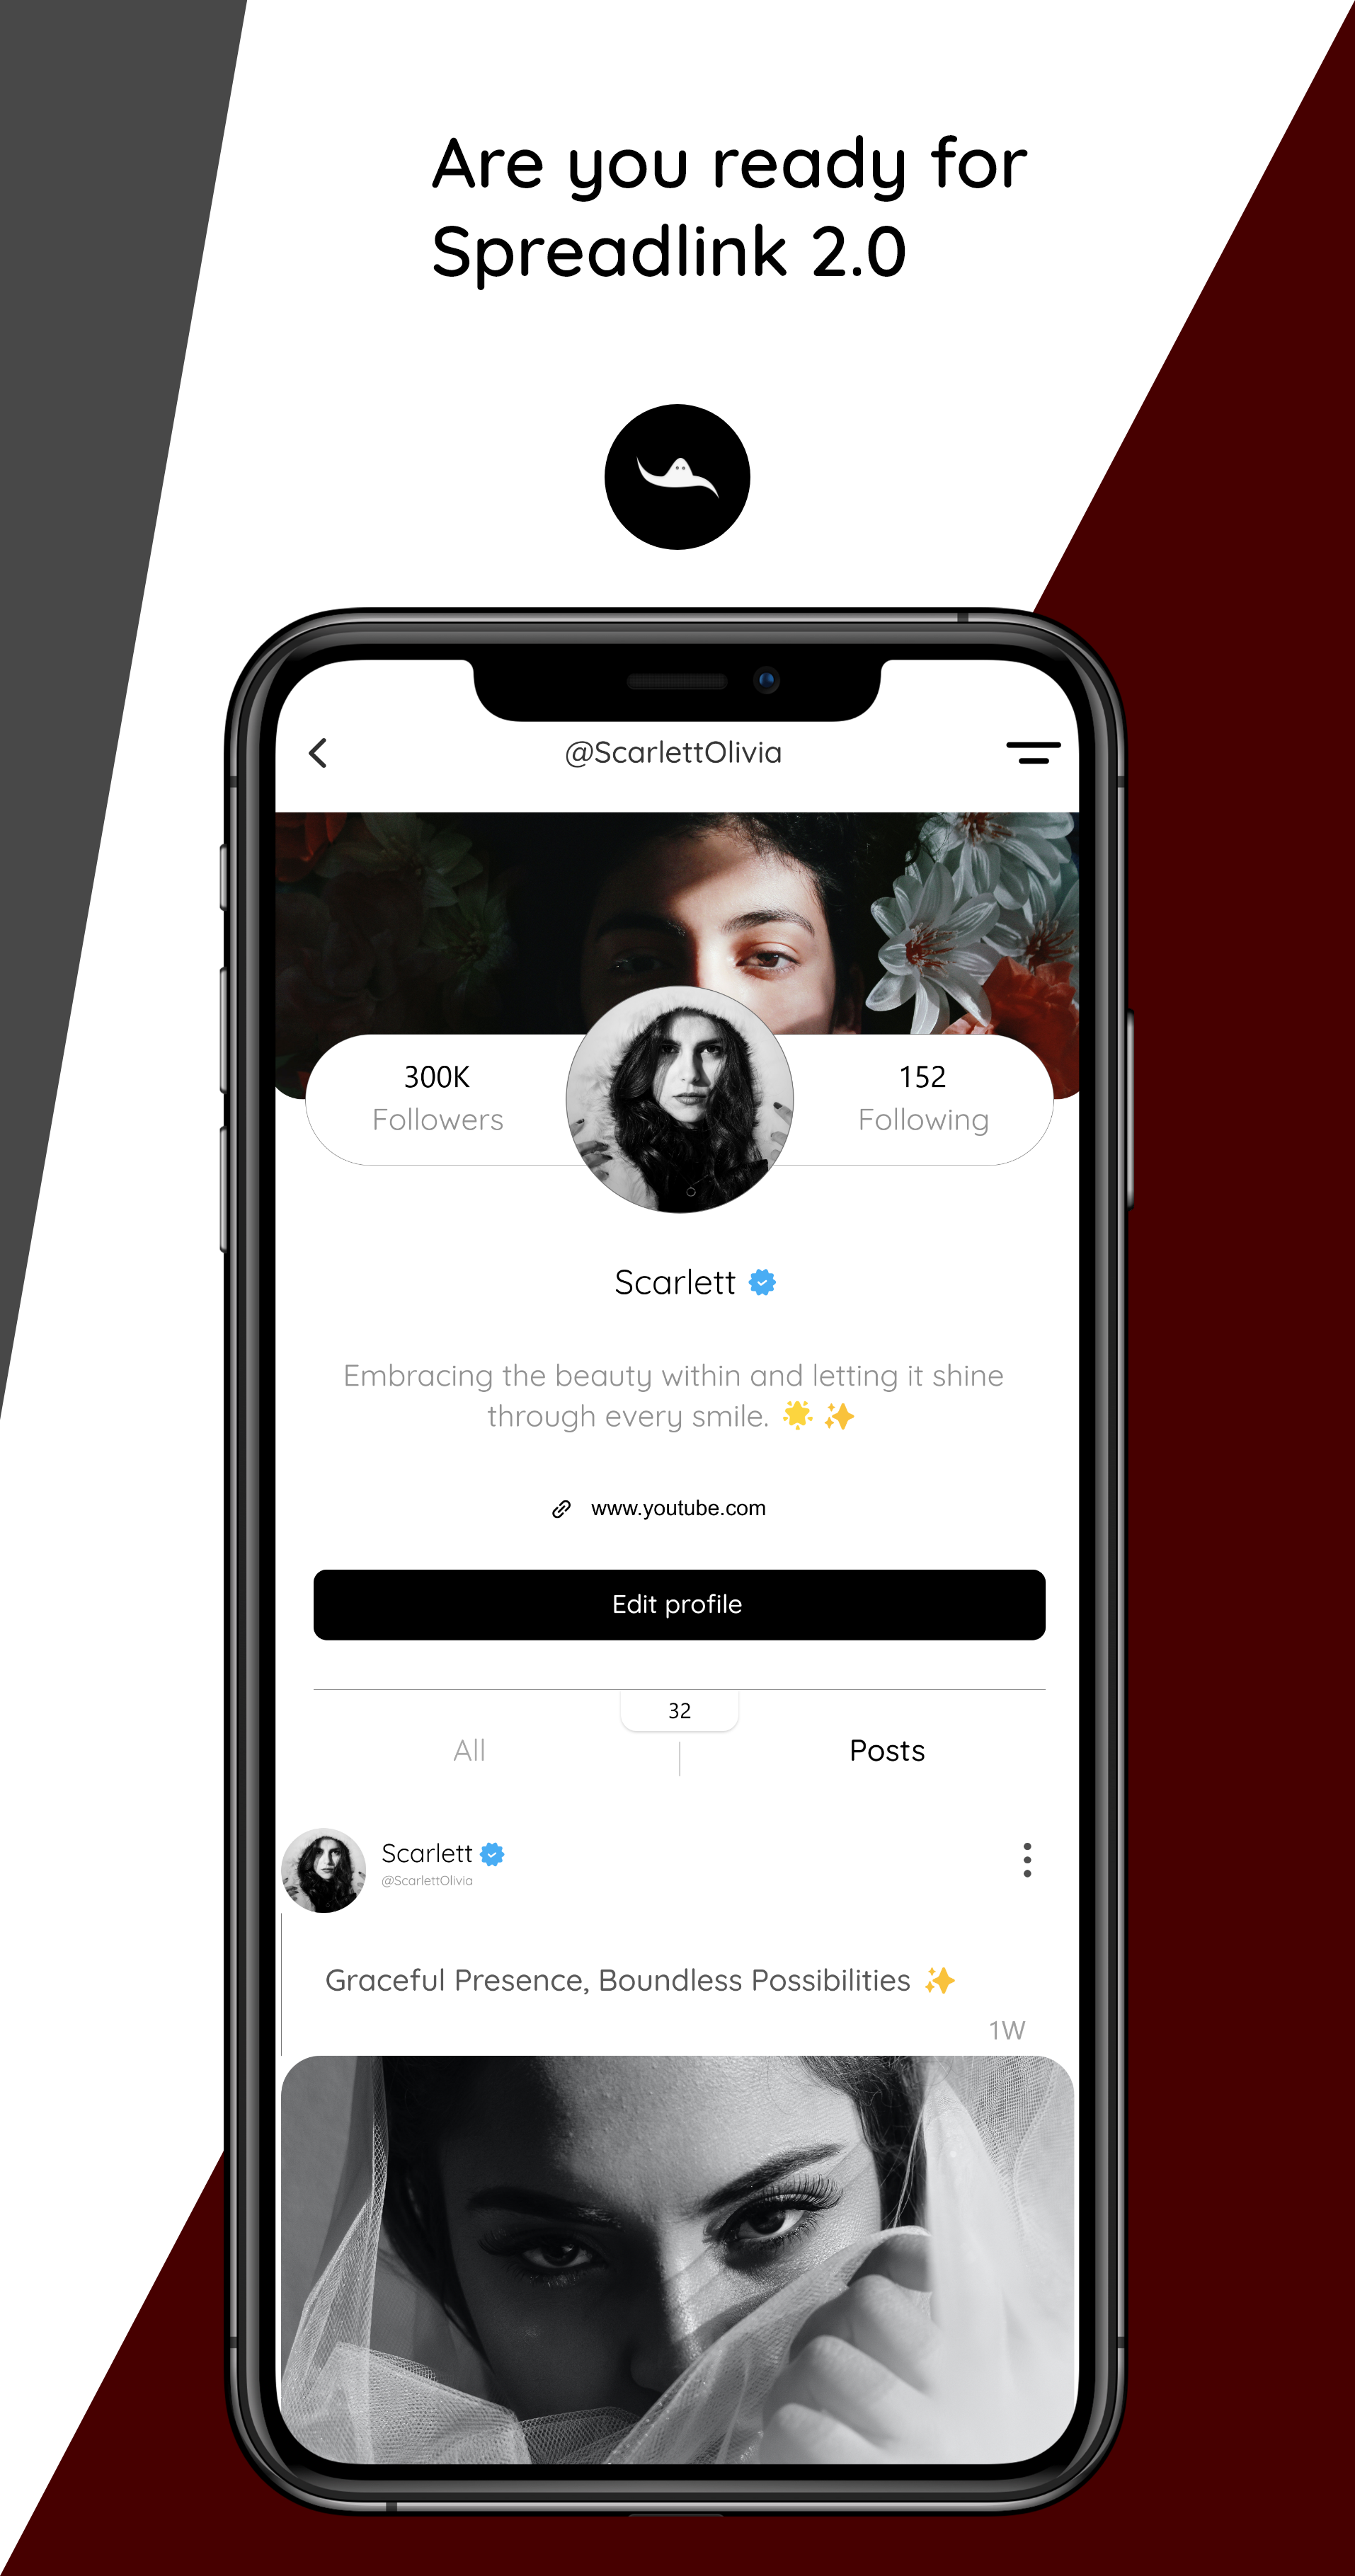 Are you ready for
Spreadlink 2.0
@ScarlettOlivia
300K
Followers
152
Following
Scarlett
Embracing the beauty within and letting it shine
through every smile. 🌟 ✨
www.youtube.com
Edit profile
32
All
Posts
Scarlett
@ScarlettOlivia
Graceful Presence, Boundless Possibilities ✨
1W